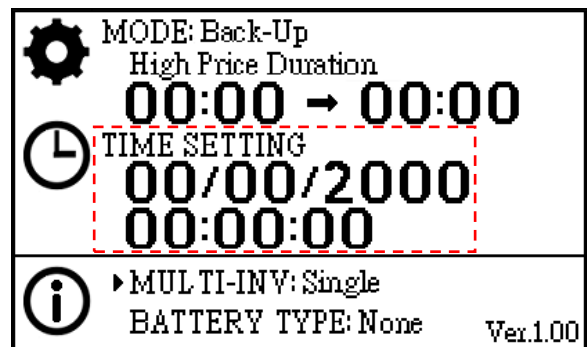 MODE: Back-Up
High Price Duration
00:00 → 00:00
TIME SETTING
00/00/2000
00:00:00
▶MULTI-INV: Single
BATTERY TYPE: None
Ver.1.00